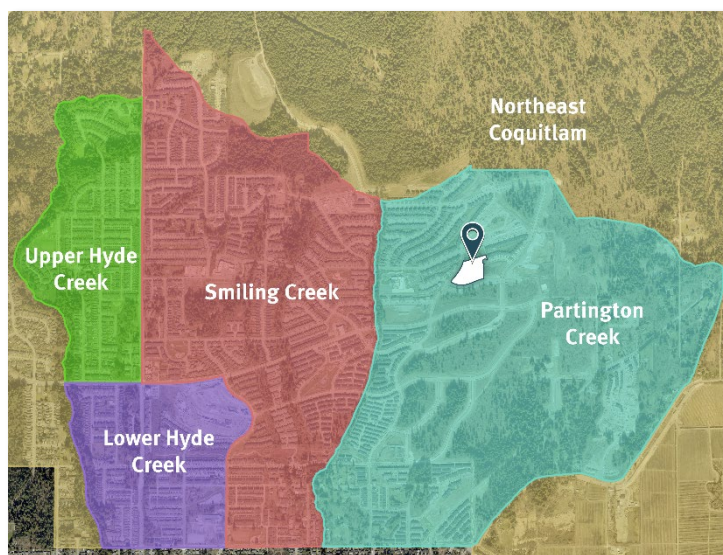 Northeast
Coquitlam
Upper Hyde
Creek
Smiling Creek
Partington
Creek
Lower Hyde
Creek